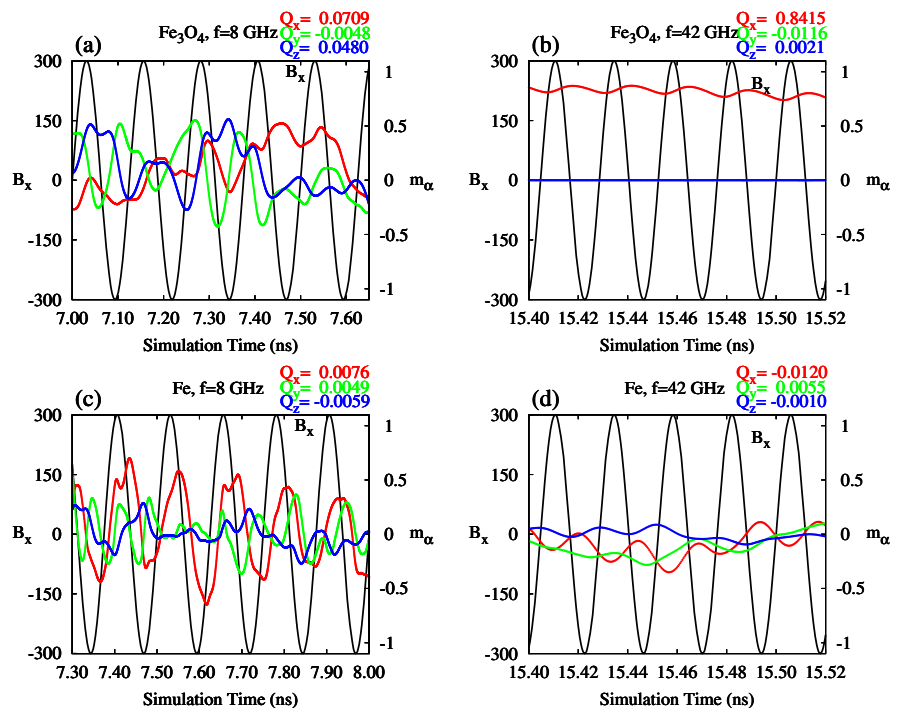 (a) Fe3O4, f=8 GHz
Qx= 0.0709
Qy= -0.0048
Qz= 0.0480
Bx
300
150
0
-150
-300
Bx
1
0.5
0
-0.5
-1
mα
7.00 7.10 7.20 7.30 7.40 7.50 7.60
Simulation Time (ns)
(b) Fe3O4, f=42 GHz
Qx= 0.8415
Qy= -0.0116
Qz= 0.0021
Bx
300
150
0
-150
-300
Bx
1
0.5
0
-0.5
-1
mα
15.40 15.44 15.46 15.48 15.50 15.52
Simulation Time (ns)
(c) Fe, f=8 GHz
Qx= 0.0076
Qy= 0.0049
Qz= -0.0059
Bx
300
150
0
-150
-300
Bx
1
0.5
0
-0.5
-1
mα
7.30 7.40 7.50 7.60 7.70 7.80 7.90 8.00
Simulation Time (ns)
(d) Fe, f=42 GHz
Qx= -0.0120
Qy= 0.0055
Qz= -0.0010
Bx
300
150
0
-150
-300
Bx
1
0.5
0
-0.5
-1
mα
15.40 15.44 15.46 15.48 15.50 15.52
Simulation Time (ns)